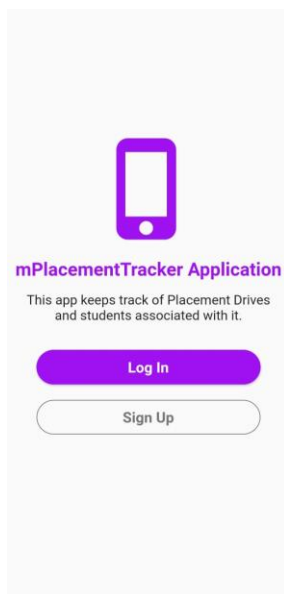 mPlacementTracker Application
This app keeps track of Placement Drives
and students associated with it.
Log In
Sign Up